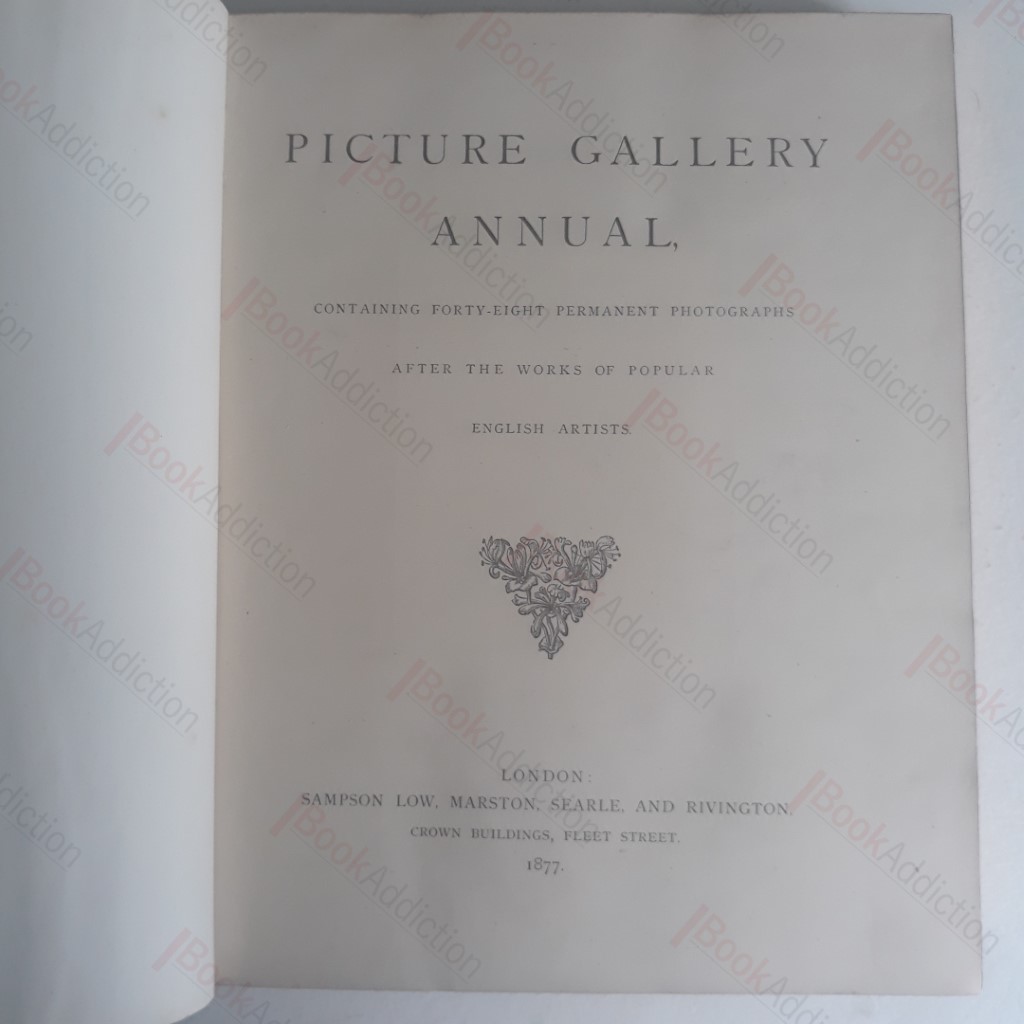 PICTURE GALLERY
ANNUAL,
CONTAINING FORTY-EIGHT PERMANENT PHOTOGRAPHS
AFTER THE WORKS OF POPULAR
ENGLISH ARTISTS.
LONDON:
SAMPSON LOW, MARSTON, SEARLE, AND RIVINGTON,
CROWN BUILDINGS, FLEET STREET.
1877.
BookAddiction